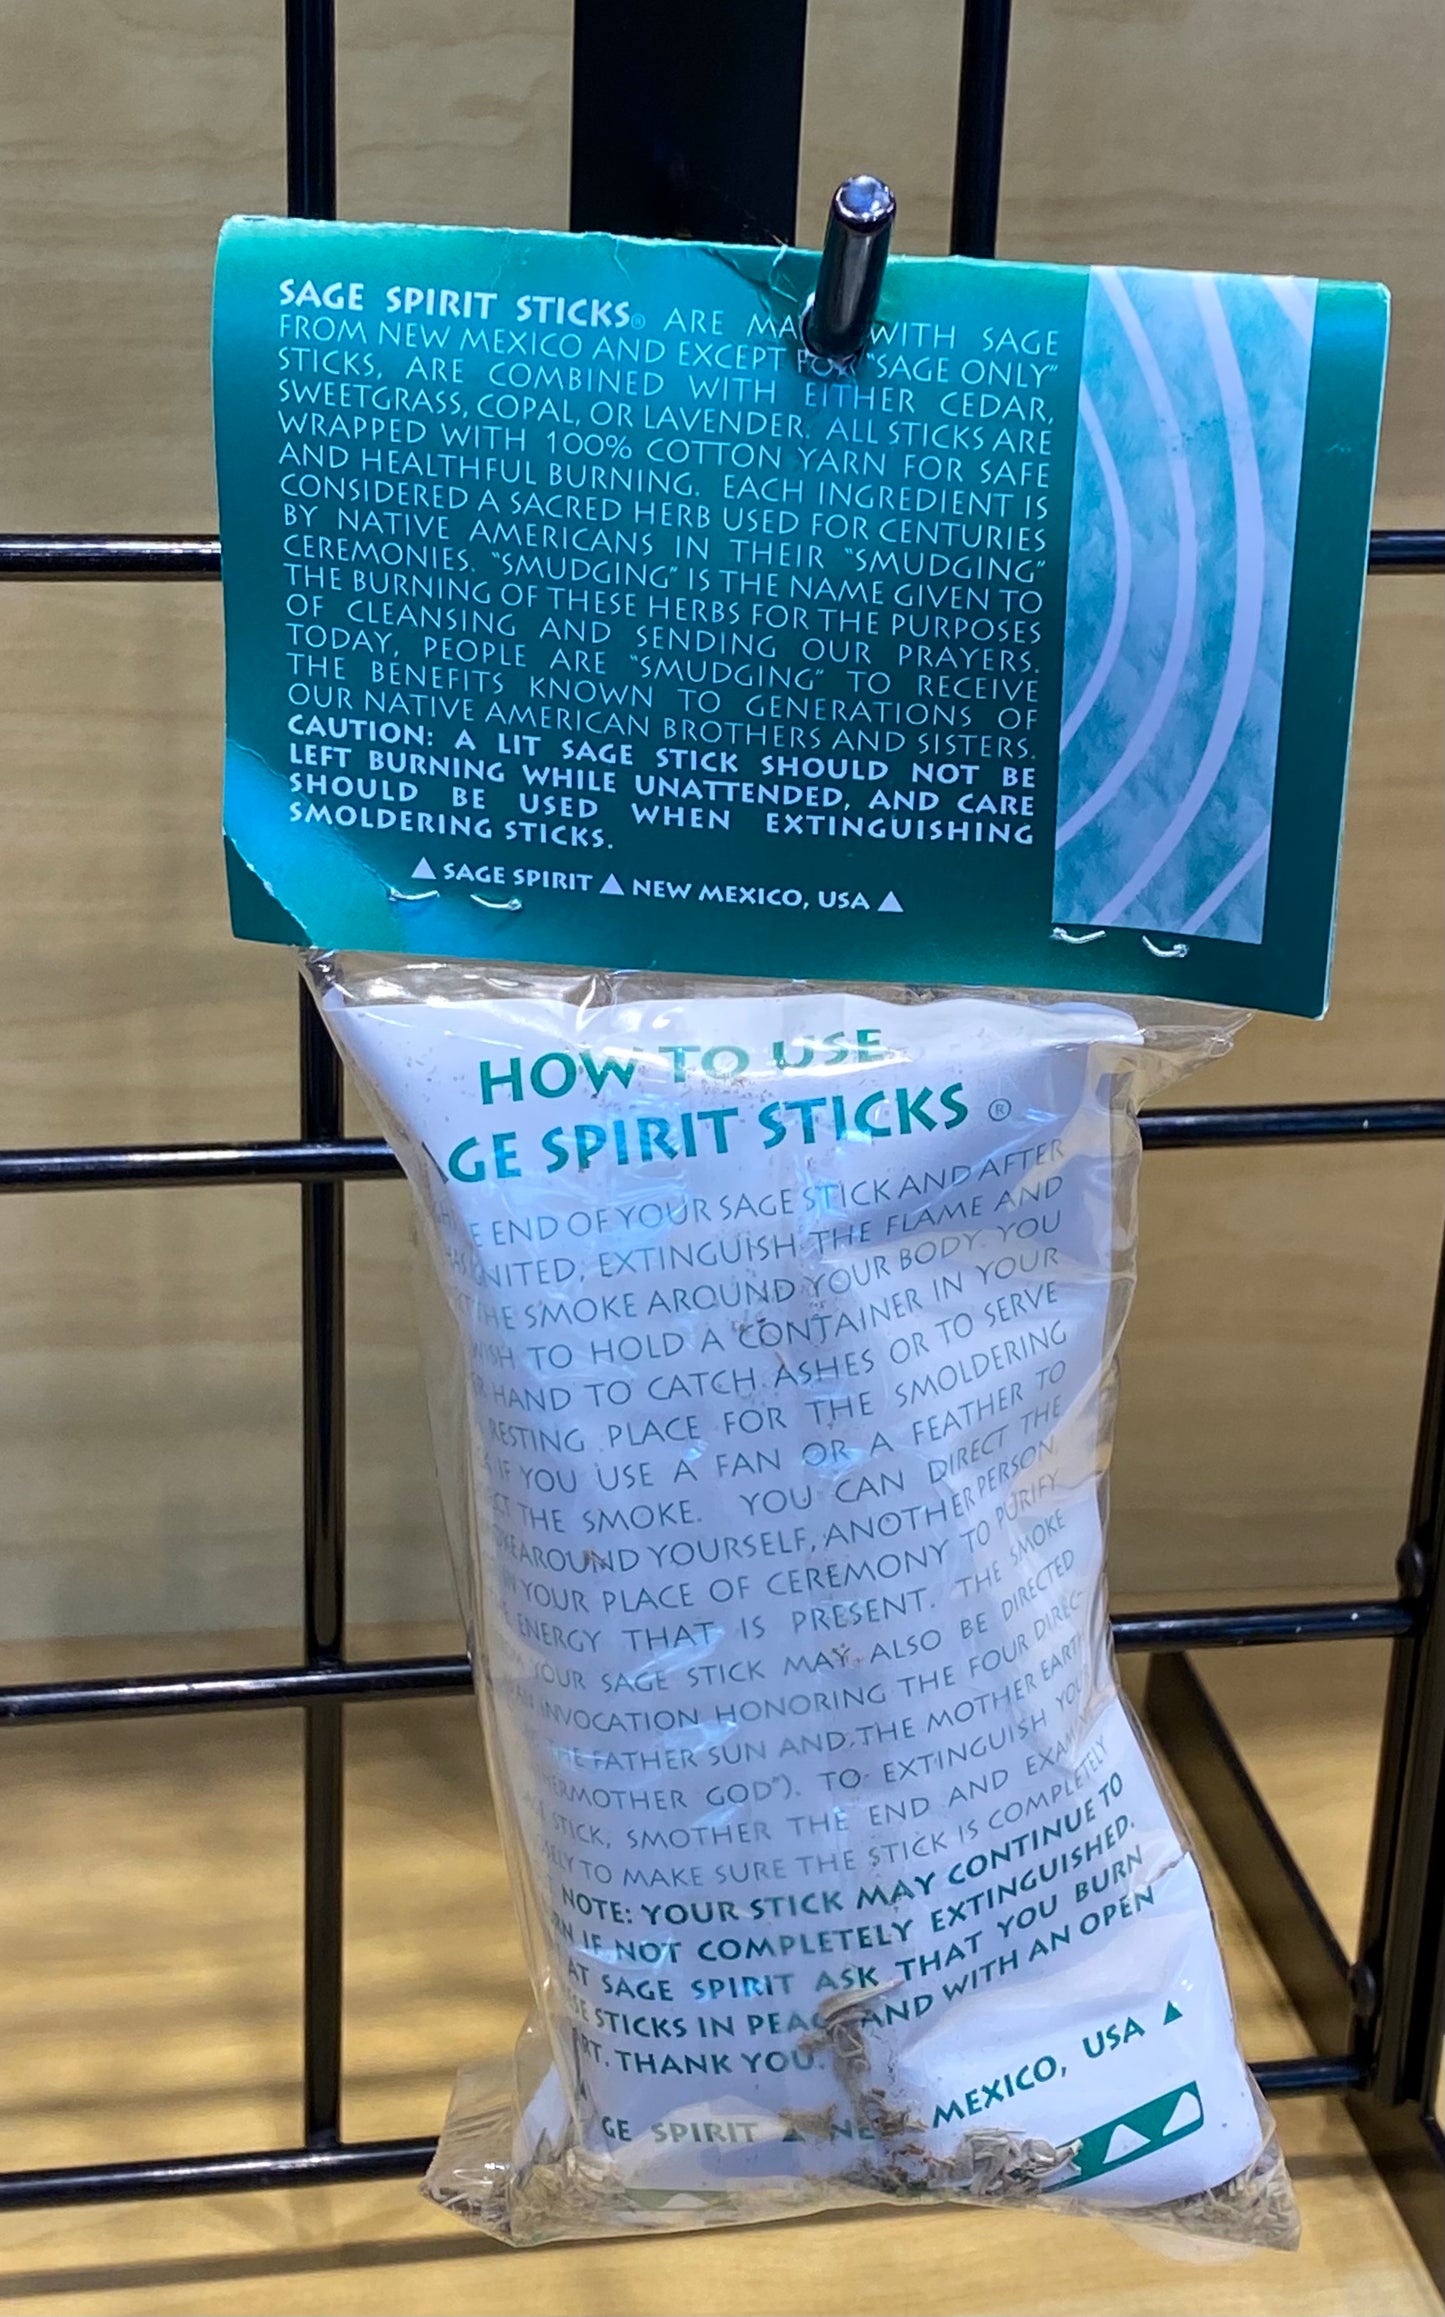 SAGE SPIRIT STICKS® ARE WITH SAGE
FROM NEW MEXICO AND EXCEPT FOR "SAGE ONLY"
STICKS, ARE COMBINED WITH EITHER CEDAR,
SWEETGRASS, COPAL, OR LAVENDER. ALL STICKS ARE
WRAPPED WITH 100% COTTON YARN FOR SAFE
AND HEALTHFUL BURNING. EACH INGREDIENT IS
CONSIDERED A SACRED HERB USED FOR CENTURIES
BY NATIVE AMERICANS IN THEIR "SMUDGING"
CEREMONIES. "SMUDGING" IS THE NAME GIVEN TO
THE BURNING OF THESE HERBS FOR THE PURPOSES
OF CLEANSING AND SENDING OUR PRAYERS.
TODAY, PEOPLE ARE "SMUDGING" TO RECEIVE
THE BENEFITS KNOWN TO GENERATIONS OF
OUR NATIVE AMERICAN BROTHERS AND SISTERS.
CAUTION: A LIT SAGE STICK SHOULD NOT BE
LEFT BURNING WHILE UNATTENDED, AND CARE
SHOULD BE USED WHEN EXTINGUISHING
SMOLDERING STICKS.
▲ SAGE SPIRIT ▲ NEW MEXICO, USA ▲
HOW TO USE
SPIRIT STICKS ®
END OF YOUR SAGE STICK AND AFTER
EXTINGUISH THE FLAME AND
THE SMOKE AROUND YOUR BODY. YOU
TO HOLD A CONTAINER IN YOUR
HAND TO CATCH ASHES OR TO SERVE
RESTING PLACE FOR THE SMOLDERING
IF YOU USE A FAN OR A FEATHER TO
THE SMOKE. YOU CAN DIRECT THE
AROUND YOURSELF, ANOTHER PERSON
YOUR PLACE OF CEREMONY TO PURIFY
ENERGY THAT IS PRESENT. THE SMOKE
YOUR SAGE STICK MAY ALSO BE DIRECTED
INVOCATION HONORING THE FOUR DIREC-
THE FATHER SUN AND THE MOTHER EARTH
GOD"). TO EXTINGUISH
STICK, SMOTHER THE END AND
TO MAKE SURE THE STICK IS COMPLETELY
NOTE: YOUR STICK MAY CONTINUE TO
IF NOT COMPLETELY EXTINGUISHED.
AT SAGE SPIRIT ASK THAT YOU BURN
STICKS IN AND WITH AN OPEN
THANK YOU.
SPIRIT ▲ MEXICO, USA ▲